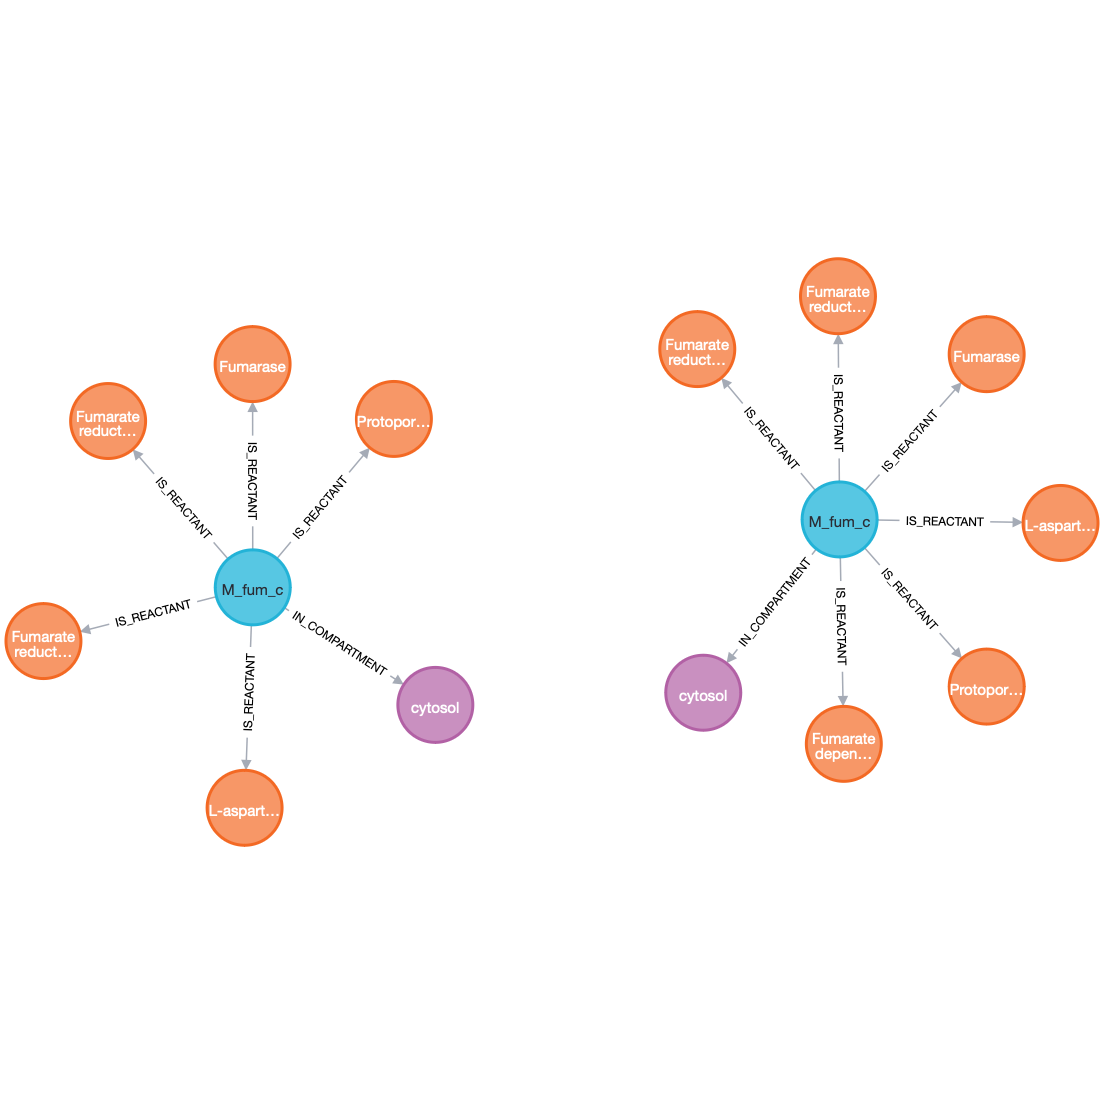 Fumarase
Fumarate
reduct…
Protopor…
IS_REACTANT
IS_REACTANT
IS_REACTANT
M_fum_c
IS_REACTANT
IN_COMPARTMENT
Fumarate
reduct…
IS_REACTANT
cytosol
L-aspart…
Fumarate
reduct…
Fumarate
reduct…
Fumarase
IS_REACTANT
IS_REACTANT
IS_REACTANT
M_fum_c
IS_REACTANT
L-aspart…
IN_COMPARTMENT
IS_REACTANT
IS_REACTANT
cytosol
Protopor…
Fumarate
depen…